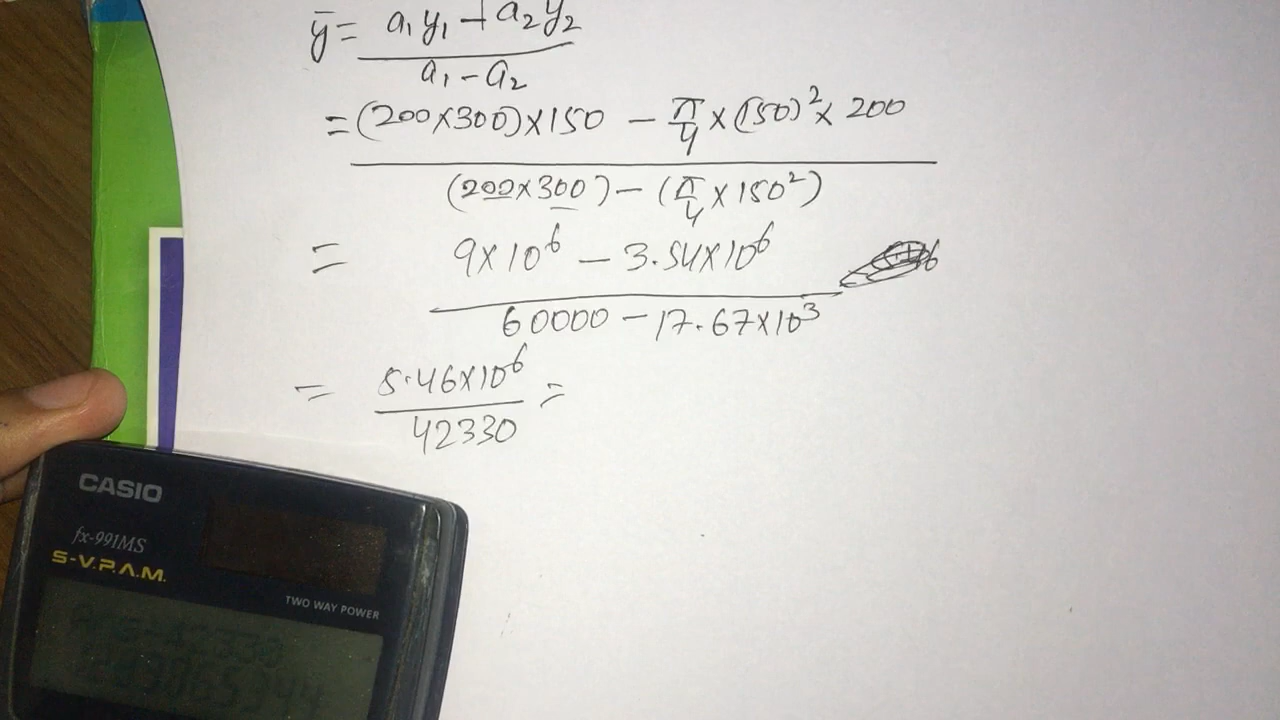 ȳ = a₁y₁ + a₂y₂
a₁ - a₂
= (200×300)×150 - π/4 × (150)² × 200
(200×300) - (π/4 × 150²)
= 9×10⁶ - 3.54×10⁶
60000 - 17.67×10³
= 5.46×10⁶ =
42330
CASIO
fx-991MS
S-V.P.A.M.
TWO WAY POWER